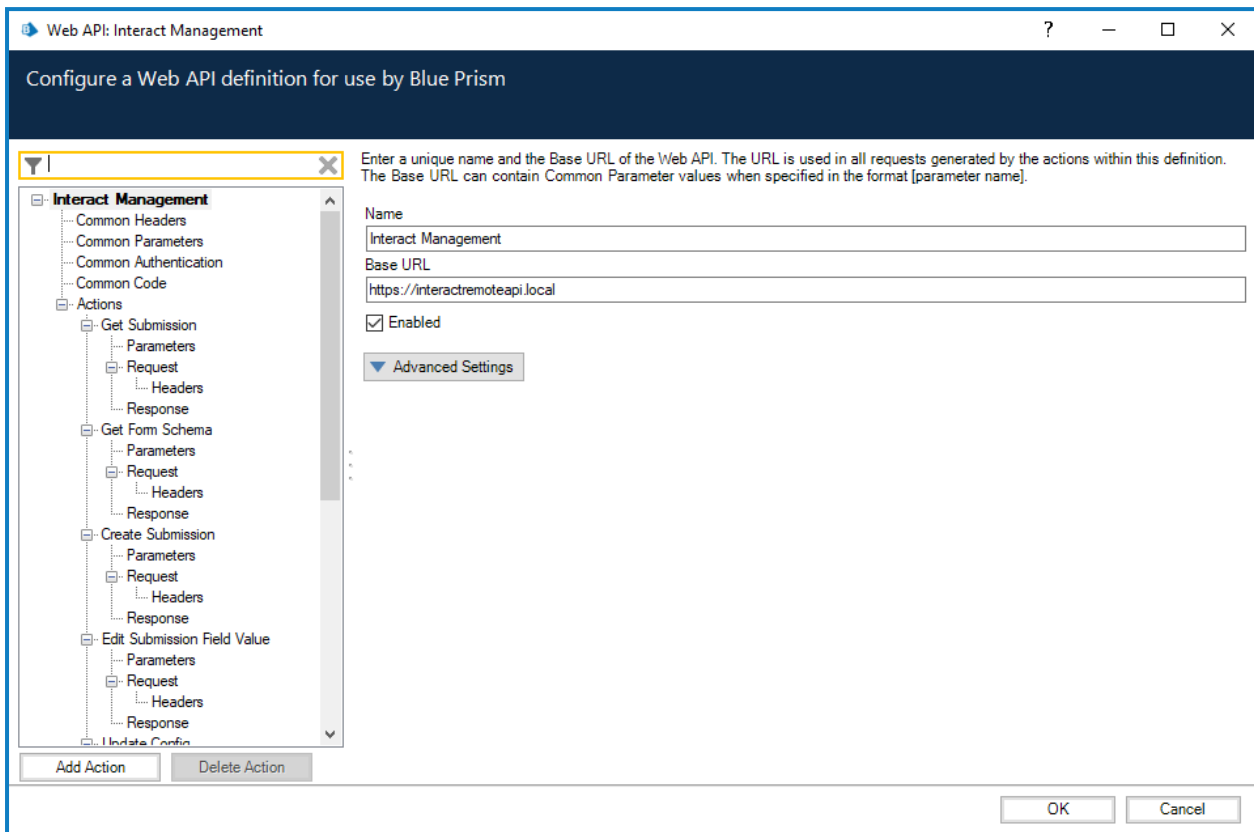 Web API: Interact Management
?
Configure a Web API definition for use by Blue Prism
Interact Management
Common Headers
Common Parameters
Common Authentication
Common Code
Actions
Get Submission
Parameters
Request
Headers
Response
Get Form Schema
Parameters
Request
Headers
Response
Create Submission
Parameters
Request
Headers
Response
Edit Submission Field Value
Parameters
Request
Headers
Response
Update Config
Add Action
Delete Action
Enter a unique name and the Base URL of the Web API. The URL is used in all requests generated by the actions within this definition.
The Base URL can contain Common Parameter values when specified in the format [parameter name].
Name
Interact Management
Base URL
https://interactremoteapi.local
Enabled
Advanced Settings
OK
Cancel